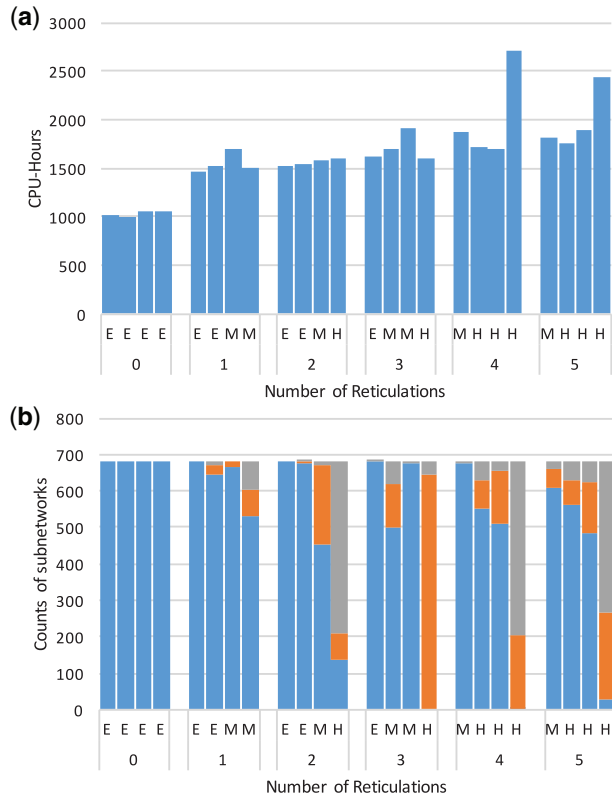 (a)
3000
2500
2000
1500
1000
500
0
CPU-Hours
E E E E E E M M E E M H E M M H M H H H M H H H
0 1 2 3 4 5
Number of Reticulations
(b)
800
700
600
500
400
300
200
100
0
Counts of subnetworks
E E E E E E M M E E M H E M M H M H H H M H H H
0 1 2 3 4 5
Number of Reticulations